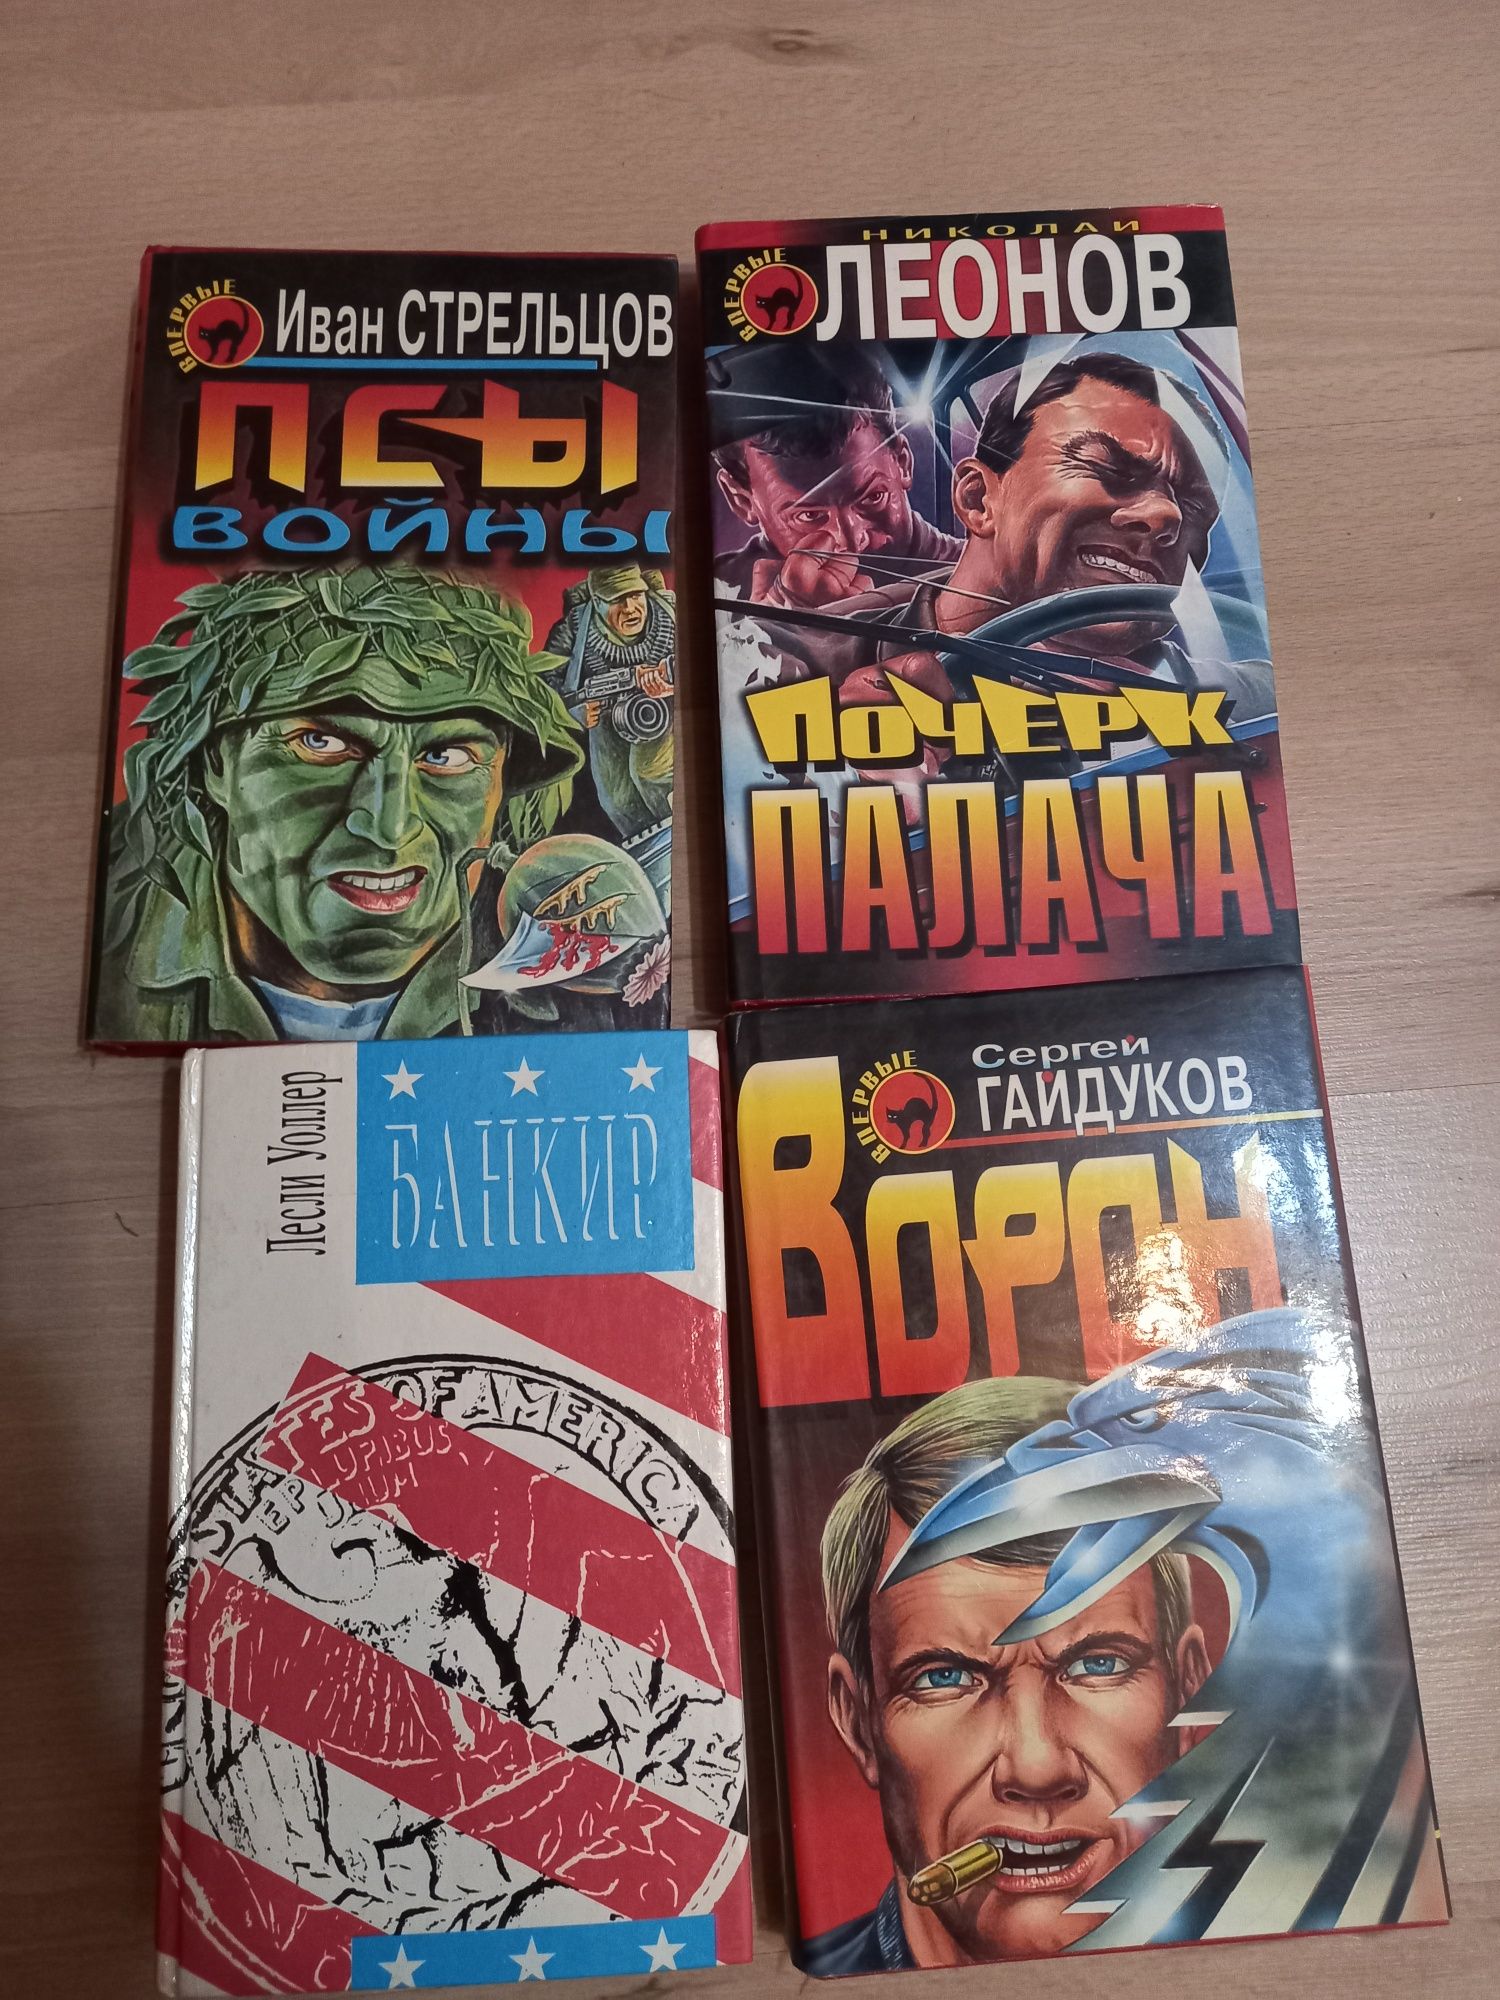 ВПЕРВЫЕ
Иван СТРЕЛЬЦОВ
ПСЫ
ВОЙНЫ
НИКОЛАЙ
ВПЕРВЫЕ
ЛЕОНОВ
ПОЧЕРК
ПАЛАЧА
Лесли Уоллер
БАНКИР
TES OF AMERICA
PLURIBUS
UNUM
ВПЕРВЫЕ
Сергей
ГАЙДУКОВ
ВОРОН